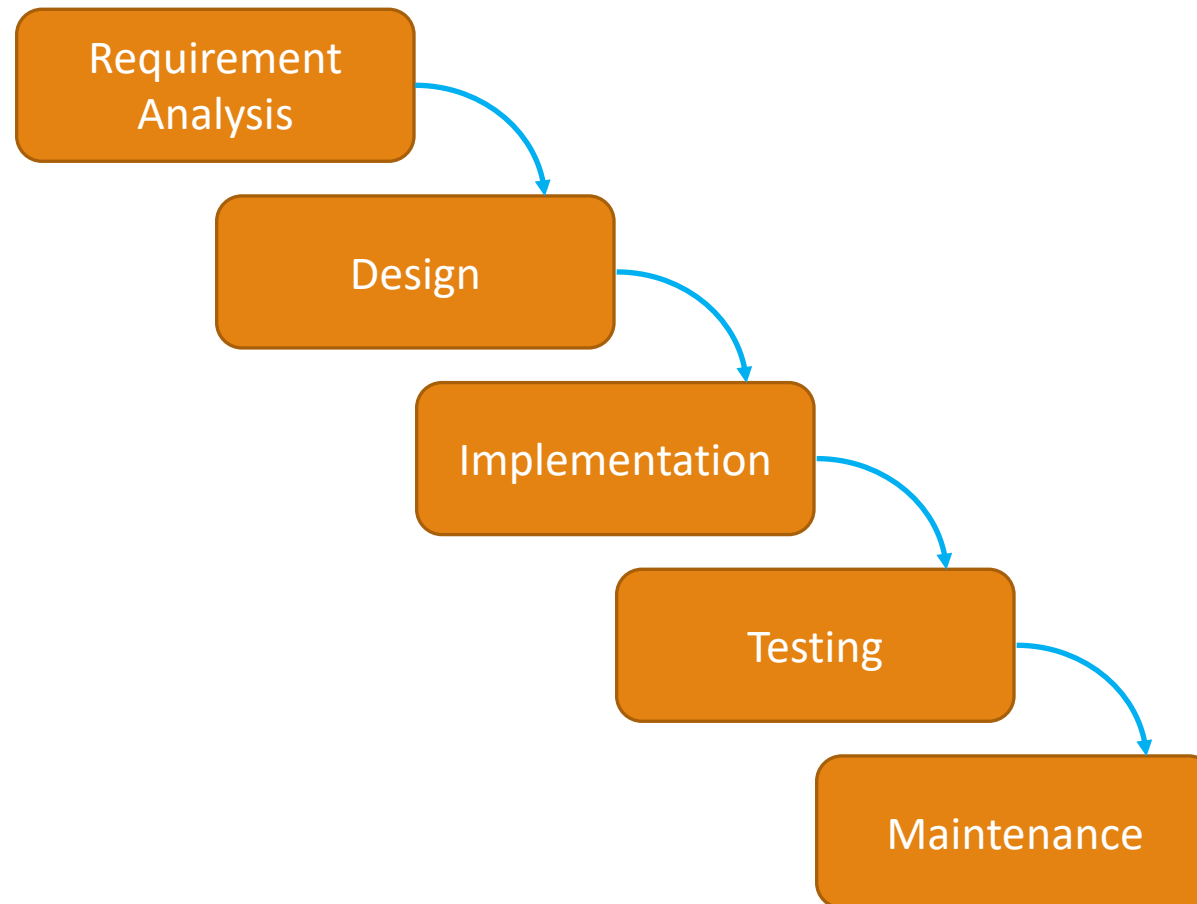 Requirement
Analysis
Design
Implementation
Testing
Maintenance